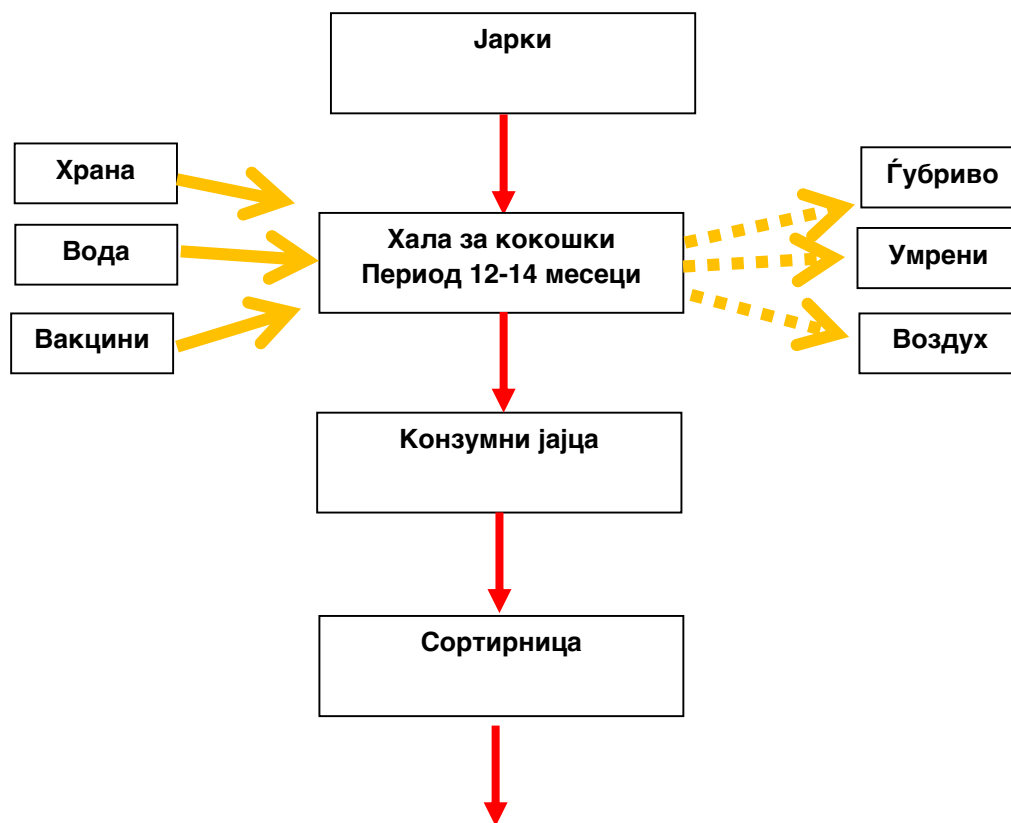 Јарки
Храна
Вода
Вакцини
Хала за кокошки
Период 12-14 месеци
Ѓубриво
Умрени
Воздух
Конзумни јајца
Сортирница